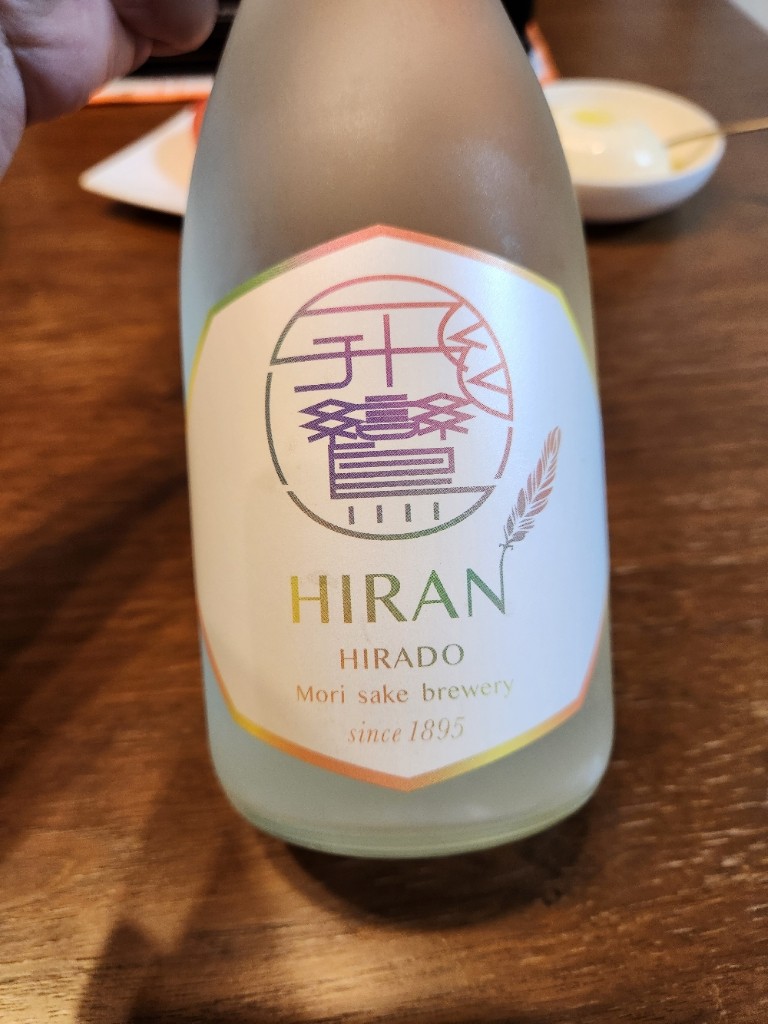 飛鸞
HIRAN
HIRADO
Mori sake brewery
since 1895